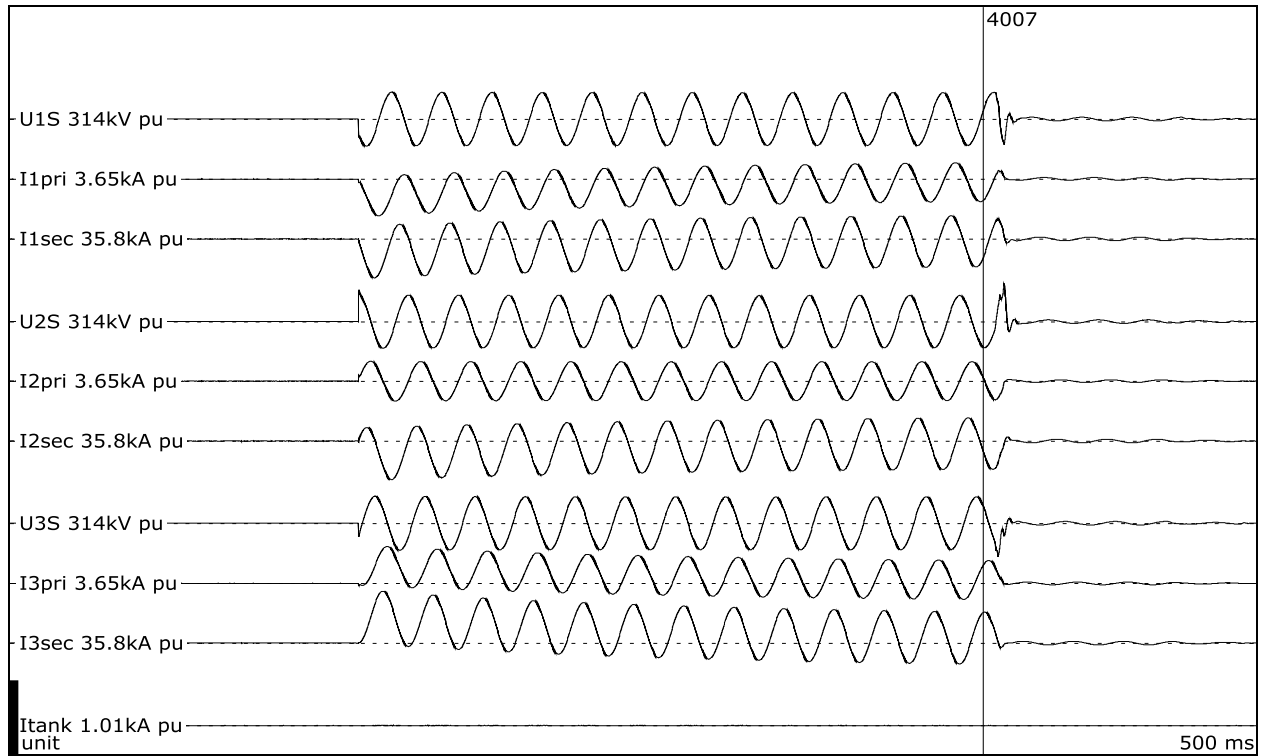 4007
U1S 314kV pu
I1pri 3.65kA pu
I1sec 35.8kA pu
U2S 314kV pu
I2pri 3.65kA pu
I2sec 35.8kA pu
U3S 314kV pu
I3pri 3.65kA pu
I3sec 35.8kA pu
Itank 1.01kA pu
unit
500 ms